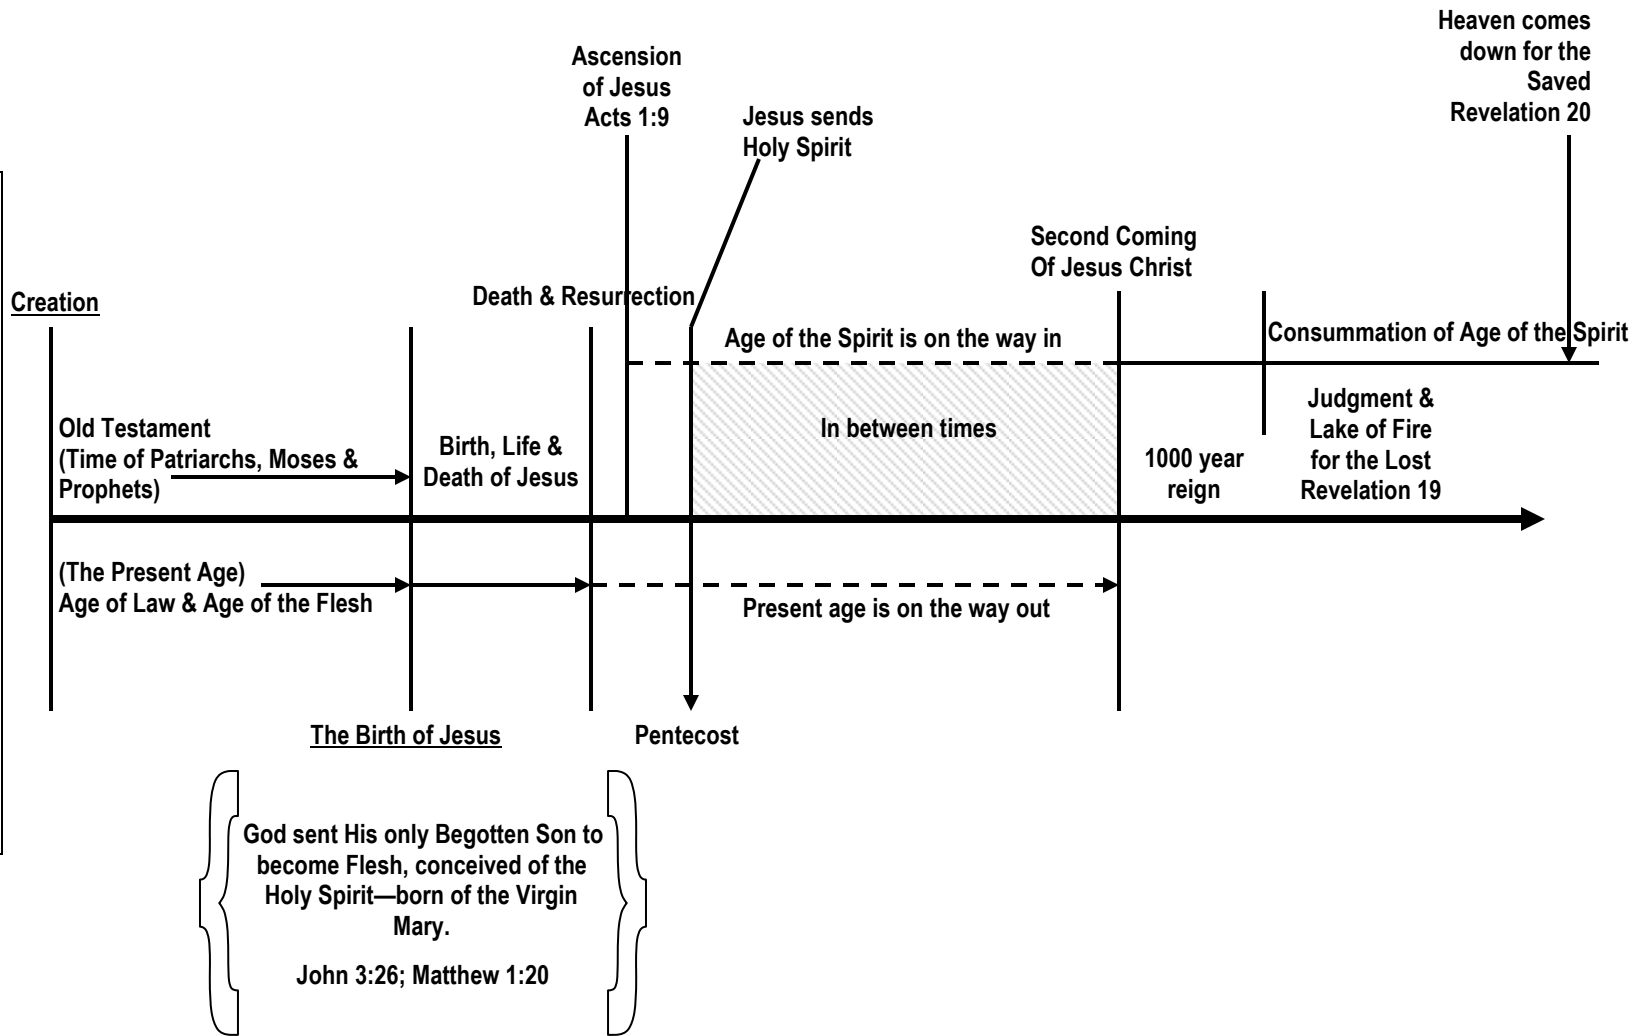 Heaven comes
down for the
Saved
Revelation 20
Ascension
of Jesus
Acts 1:9
Jesus sends
Holy Spirit
Second Coming
Of Jesus Christ
Creation
Death & Resurrection
Age of the Spirit is on the way in
Consummation of Age of the Spirit
Old Testament
(Time of Patriarchs, Moses &
Prophets)
Birth, Life &
Death of Jesus
In between times
1000 year
reign
Judgment &
Lake of Fire
for the Lost
Revelation 19
(The Present Age)
Age of Law & Age of the Flesh
Present age is on the way out
The Birth of Jesus
Pentecost
God sent His only Begotten Son to
become Flesh, conceived of the
Holy Spirit—born of the Virgin
Mary.
John 3:26; Matthew 1:20